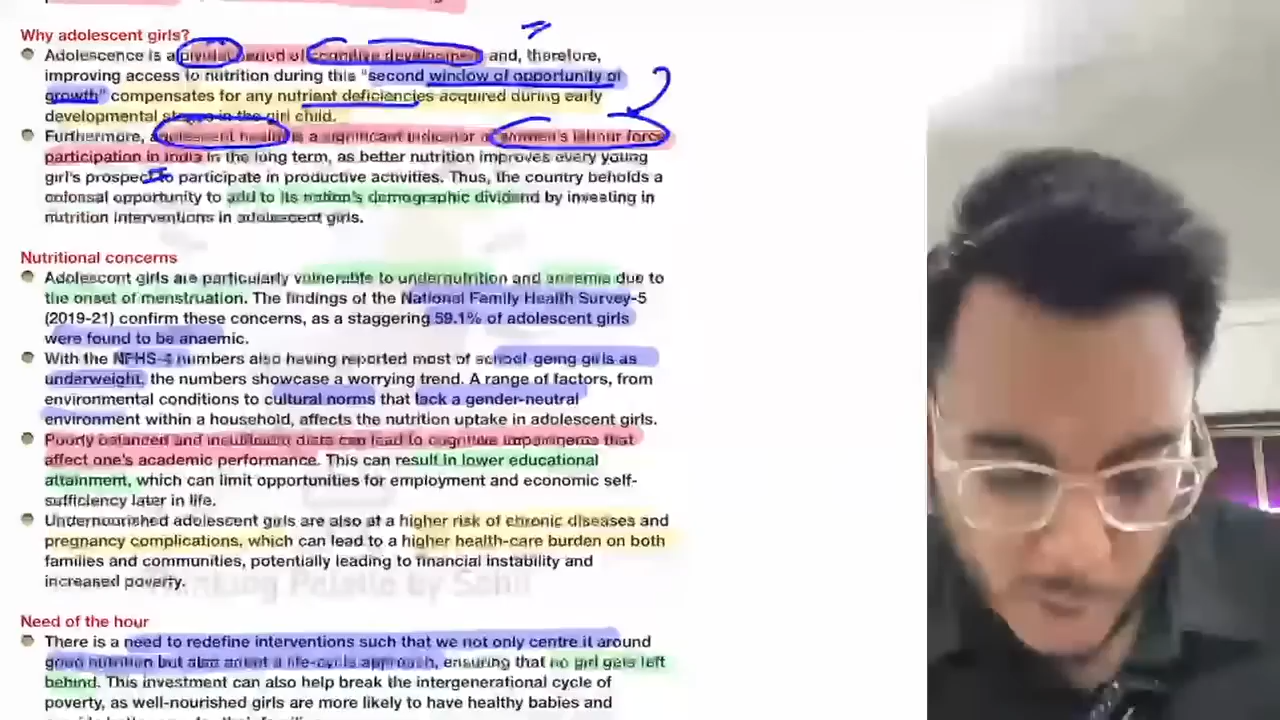 Why adolescent girls?
Adolescence is a pivotal period of cognitive development and, therefore,
improving access to nutrition during this "second window of opportunity of
growth" compensates for any nutrient deficiencies acquired during early
developmental stages in the girl child.
Furthermore, adolescent health is a significant indicator of women's labour force
participation in India in the long term, as better nutrition improves every young
girl's prospect to participate in productive activities. Thus, the country beholds a
colossal opportunity to add to its nation's demographic dividend by investing in
nutrition interventions in adolescent girls.
Nutritional concerns
Adolescent girls are particularly vulnerable to undernutrition and anaemia due to
the onset of menstruation. The findings of the National Family Health Survey-5
(2019-21) confirm these concerns, as a staggering 59.1% of adolescent girls
were found to be anaemic.
With the NFHS-4 numbers also having reported most of school-going girls as
underweight, the numbers showcase a worrying trend. A range of factors, from
environmental conditions to cultural norms that lack a gender-neutral
environment within a household, affects the nutrition uptake in adolescent girls.
Poorly balanced and insufficient diets can lead to cognitive impairments that
affect one's academic performance. This can result in lower educational
attainment, which can limit opportunities for employment and economic self-
sufficiency later in life.
Undernourished adolescent girls are also at a higher risk of chronic diseases and
pregnancy complications, which can lead to a higher health-care burden on both
families and communities, potentially leading to financial instability and
increased poverty.
Thinking Palette by Sahil
Need of the hour
There is a need to redefine interventions such that we not only centre it around
good nutrition but also adopt a life-cycle approach, ensuring that no girl gets left
behind. This investment can also help break the intergenerational cycle of
poverty, as well-nourished girls are more likely to have healthy babies and